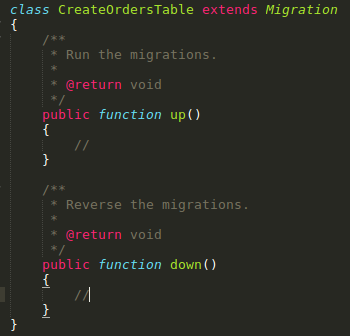 class CreateOrdersTable extends Migration
{
    /**
     * Run the migrations.
     *
     * @return void
     */
    public function up()
    {
        //
    }

    /**
     * Reverse the migrations.
     *
     * @return void
     */
    public function down()
    {
        //
    }
}